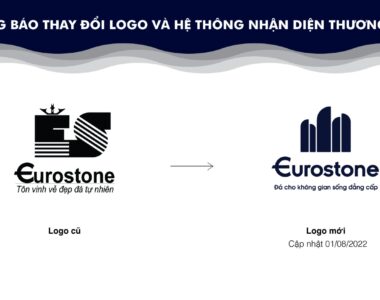 G BÁO THAY ĐỔI LOGO VÀ HỆ THỐNG NHẬN DIỆN THƯƠNG
ES
Eurostone
Tôn vinh vẻ đẹp đá tự nhiên
Logo cũ
Eurostone
Đá cho không gian sống đẳng cấp
Logo mới
Cập nhật 01/08/2022